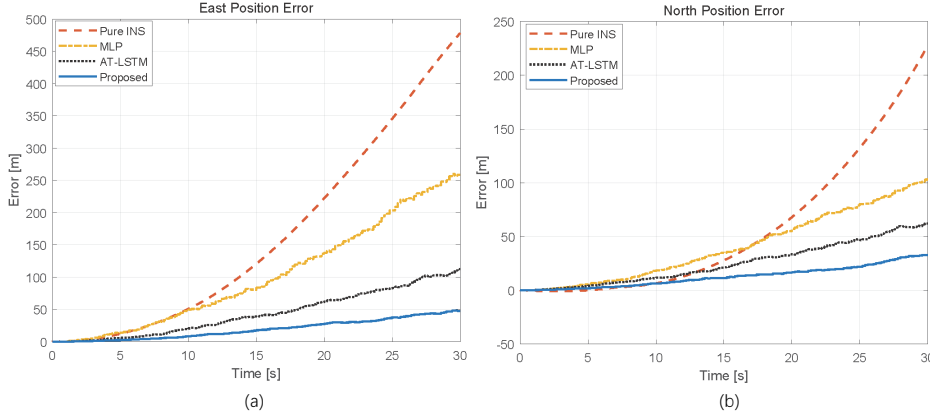 East Position Error
500
450
400
350
300
250
200
150
100
50
0
Error [m]
Pure INS
MLP
AT-LSTM
Proposed
0 5 10 15 20 25 30
Time [s]
(a)
North Position Error
250
200
150
100
50
0
-50
Error [m]
Pure INS
MLP
AT-LSTM
Proposed
0 5 10 15 20 25 30
Time [s]
(b)